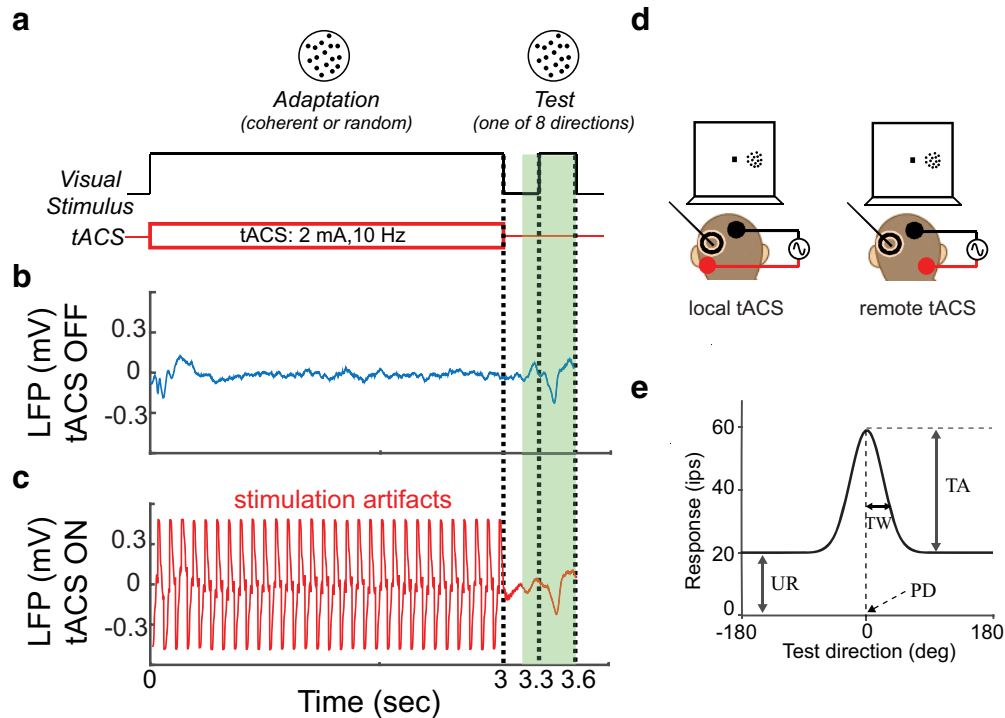 a
Adaptation
(coherent or random)
Test
(one of 8 directions)
Visual
Stimulus
tACS
tACS: 2 mA,10 Hz
b
LFP (mV)
tACS OFF
0.3
0
-0.3
c
stimulation artifacts
LFP (mV)
tACS ON
0.3
0
-0.3
0
3
3.3
3.6
Time (sec)
d
local tACS
remote tACS
e
Response (ips)
60
40
20
0
TA
TW
UR
PD
-180
0
180
Test direction (deg)